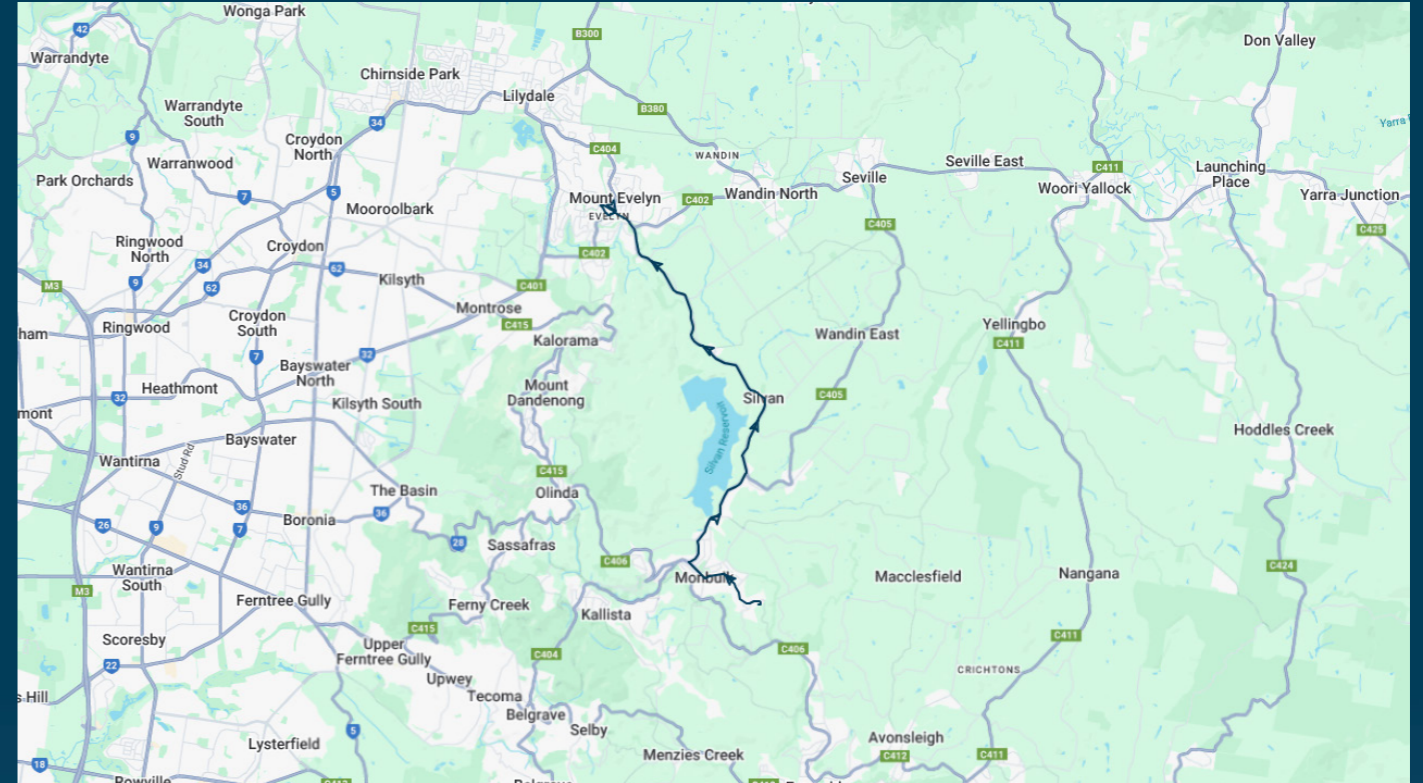 Wonga Park
42
B300
Don Valley
Warrandyte
Chirnside Park
Lilydale
Warrandyte
South
34
B380
Yarra
9
Croydon
North
C404
WANDIN
Warranwood
Seville East
C411
Launching
Place
Park Orchards
7
5
Mount Evelyn
C402
Wandin North
Seville
Woori Yallock
Yarra Junction
Mooroolbark
EVELYN
C405
C425
Ringwood
North
Croydon
C402
34
62
M3
9
62
Kilsyth
C401
Montrose
Croydon
South
C415
Yellingbo
ham
Ringwood
Kalorama
Wandin East
C411
7
32
Bayswater
North
Heathmont
Mount
Dandenong
32
Kilsyth South
Silvan
C405
mont
Silvan Reservoir
Bayswater
Hoddles Creek
Wantirna
Stud Rd
C415
The Basin
Olinda
36
36
26
9
7
Boronia
28
Sassafras
C406
C424
Wantirna
South
Monbulk
Macclesfield
Nangana
M3
Ferntree Gully
Ferny Creek
Kallista
C415
Scoresby
Upper
Ferntree Gully
C404
C406
C411
22
CRICHTONS
Upwey
s Hill
Tecoma
Belgrave
Selby
5
Lysterfield
Menzies Creek
Avonsleigh
C412
C411
18
Rowville
Belgrave